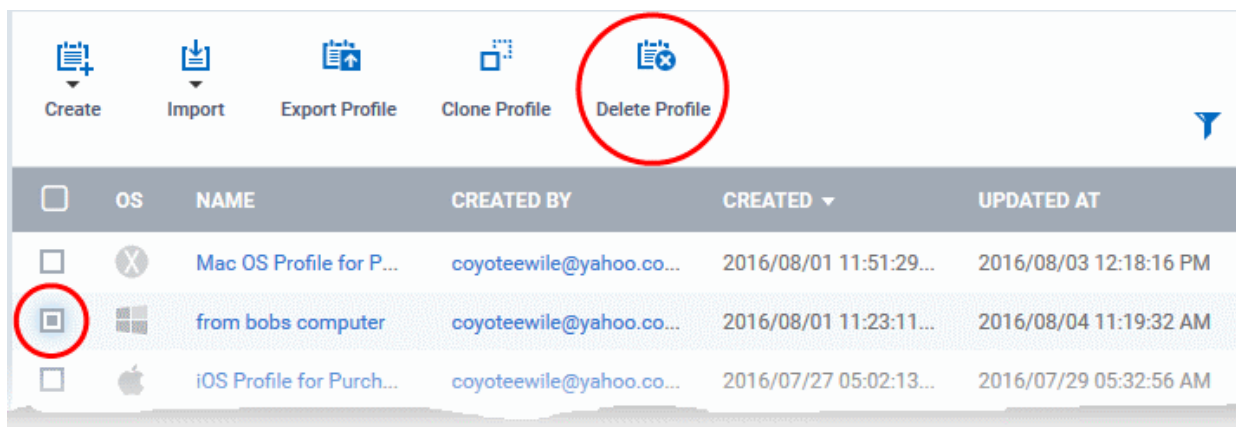 Create Import Export Profile Clone Profile Delete Profile
OS NAME CREATED BY CREATED UPDATED AT
Mac OS Profile for P... coyoteewile@yahoo.co... 2016/08/01 11:51:29... 2016/08/03 12:18:16 PM
from bobs computer coyoteewile@yahoo.co... 2016/08/01 11:23:11... 2016/08/04 11:19:32 AM
iOS Profile for Purch... coyoteewile@yahoo.co... 2016/07/27 05:02:13... 2016/07/29 05:32:56 AM